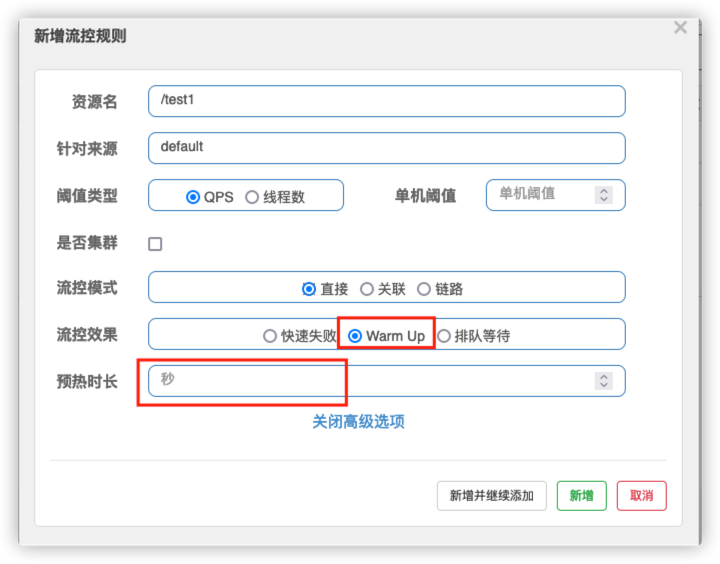 新增流控规则 ×
资源名 /test1
针对来源 default
阈值类型 QPS 线程数 单机阈值 单机阈值
是否集群
流控模式 直接 关联 链路
流控效果 快速失败 Warm Up 排队等待
预热时长 秒
关闭高级选项
新增并继续添加 新增 取消